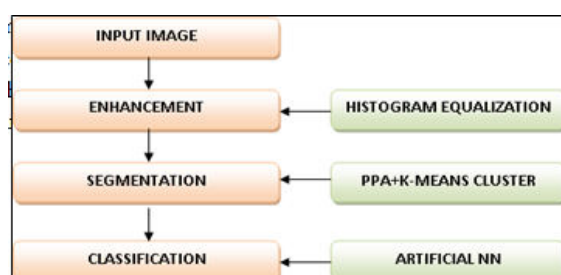 INPUT IMAGE
ENHANCEMENT
HISTOGRAM EQUALIZATION
SEGMENTATION
PPA+K-MEANS CLUSTER
CLASSIFICATION
ARTIFICIAL NN